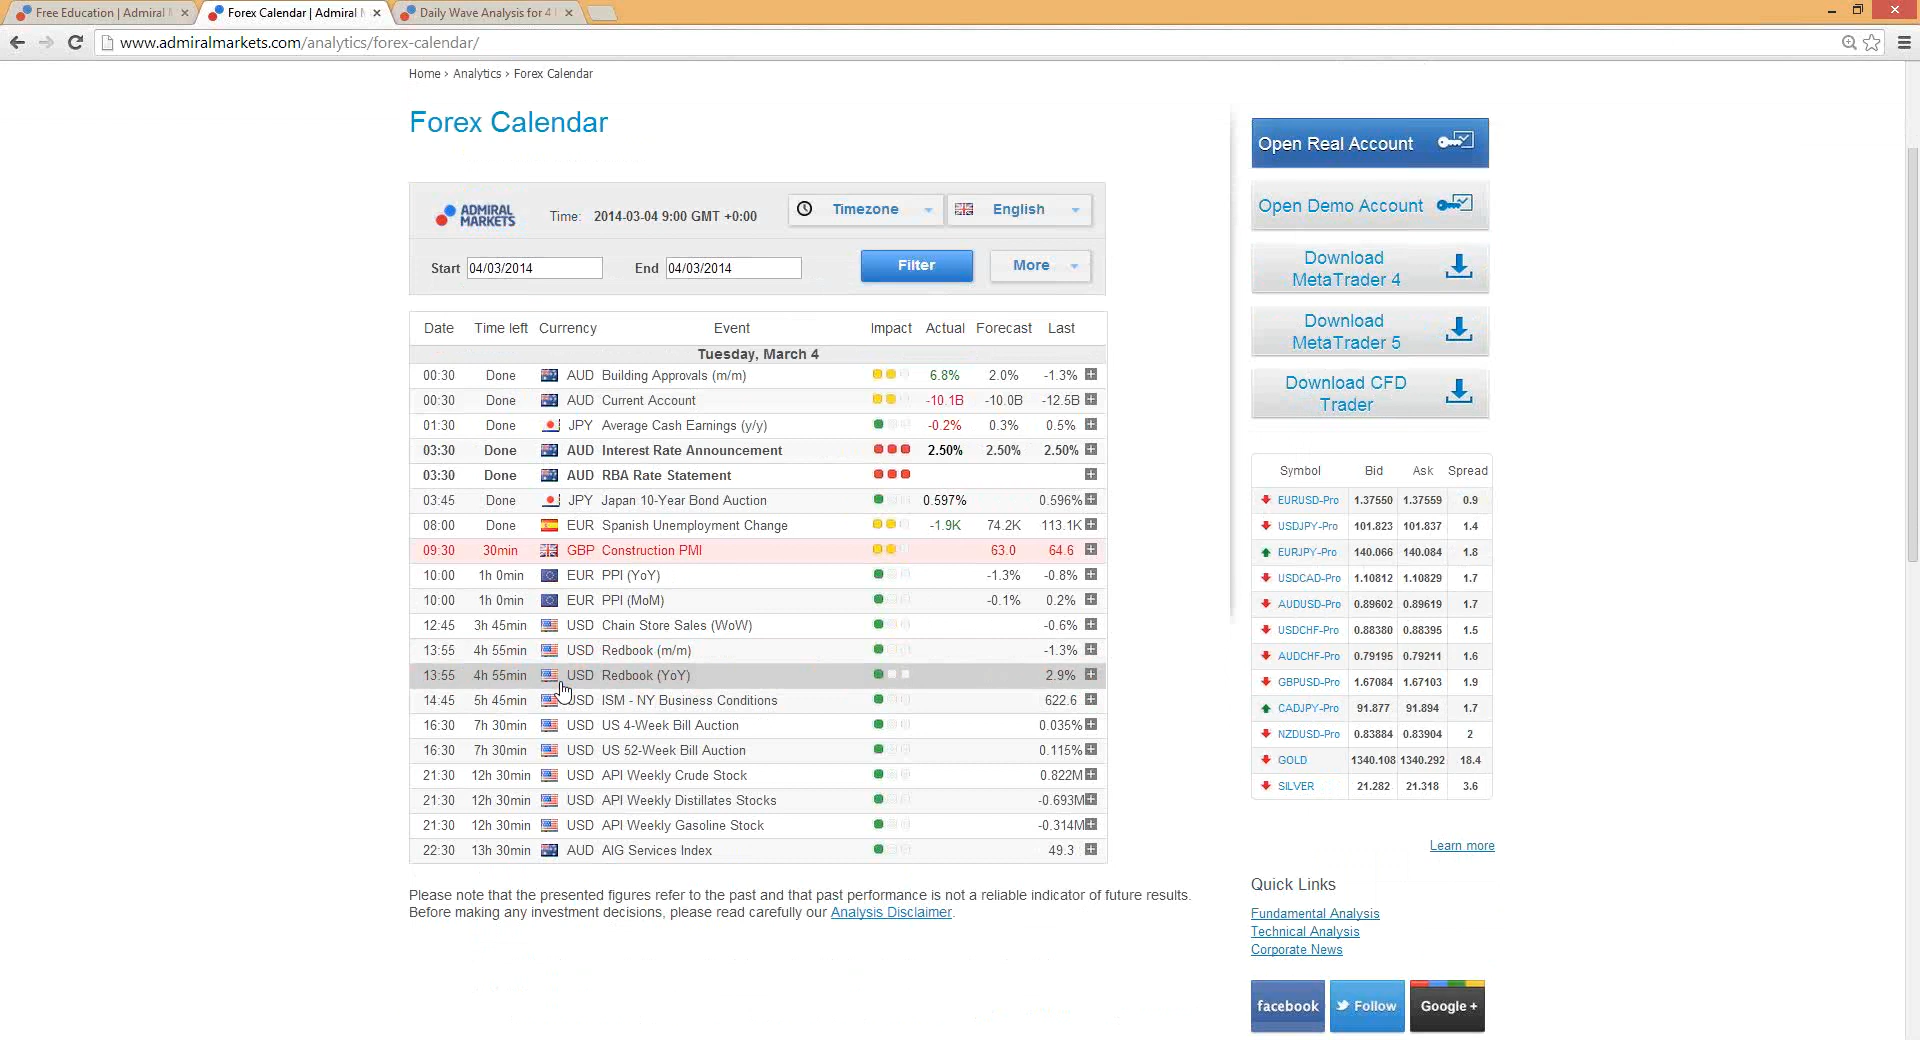 Free Education | Admiral
Forex Calendar | Admiral
Daily Wave Analysis for 4
www.admiralmarkets.com/analytics/forex-calendar/
Home › Analytics › Forex Calendar
Forex Calendar
ADMIRAL MARKETS Time: 2014-03-04 9:00 GMT +0:00 Timezone English
Start 04/03/2014 End 04/03/2014 Filter More
Date Time left Currency Event Impact Actual Forecast Last
Tuesday, March 4
00:30 Done AUD Building Approvals (m/m) 6.8% 2.0% -1.3%
00:30 Done AUD Current Account -10.1B -10.0B -12.5B
01:30 Done JPY Average Cash Earnings (y/y) -0.2% 0.3% 0.5%
03:30 Done AUD Interest Rate Announcement 2.50% 2.50% 2.50%
03:30 Done AUD RBA Rate Statement
03:45 Done JPY Japan 10-Year Bond Auction 0.597% 0.596%
08:00 Done EUR Spanish Unemployment Change -1.9K 74.2K 113.1K
09:30 30min GBP Construction PMI 63.0 64.6
10:00 1h 0min EUR PPI (YoY) -1.3% -0.8%
10:00 1h 0min EUR PPI (MoM) -0.1% 0.2%
12:45 3h 45min USD Chain Store Sales (WoW) -0.6%
13:55 4h 55min USD Redbook (m/m) -1.3%
13:55 4h 55min USD Redbook (YoY) 2.9%
14:45 5h 45min USD ISM - NY Business Conditions 622.6
16:30 7h 30min USD US 4-Week Bill Auction 0.035%
16:30 7h 30min USD US 52-Week Bill Auction 0.115%
21:30 12h 30min USD API Weekly Crude Stock 0.822M
21:30 12h 30min USD API Weekly Distillates Stocks -0.693M
21:30 12h 30min USD API Weekly Gasoline Stock -0.314M
22:30 13h 30min AUD AIG Services Index 49.3
Please note that the presented figures refer to the past and that past performance is not a reliable indicator of future results.
Before making any investment decisions, please read carefully our Analysis Disclaimer.
Open Real Account
Open Demo Account
Download
MetaTrader 4
Download
MetaTrader 5
Download CFD
Trader
Symbol Bid Ask Spread
EURUSD-Pro 1.37550 1.37559 0.9
USDJPY-Pro 101.823 101.837 1.4
EURJPY-Pro 140.066 140.084 1.8
USDCAD-Pro 1.10812 1.10829 1.7
AUDUSD-Pro 0.89602 0.89619 1.7
USDCHF-Pro 0.88380 0.88395 1.5
AUDCHF-Pro 0.79195 0.79211 1.6
GBPUSD-Pro 1.67084 1.67103 1.9
CADJPY-Pro 91.877 91.894 1.7
NZDUSD-Pro 0.83884 0.83904 2
GOLD 1340.108 1340.292 18.4
SILVER 21.282 21.318 3.6
Learn more
Quick Links
Fundamental Analysis
Technical Analysis
Corporate News
facebook Follow Google +